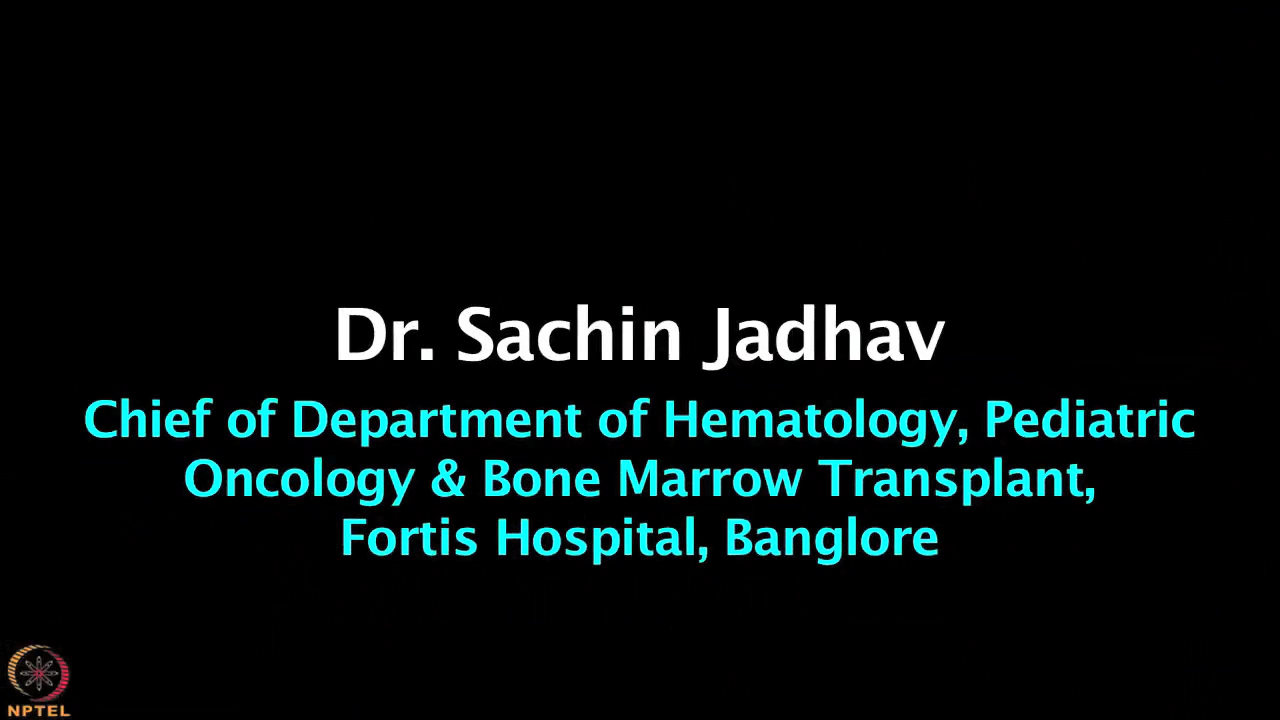 Dr. Sachin Jadhav
Chief of Department of Hematology, Pediatric
Oncology & Bone Marrow Transplant,
Fortis Hospital, Banglore
NPTEL